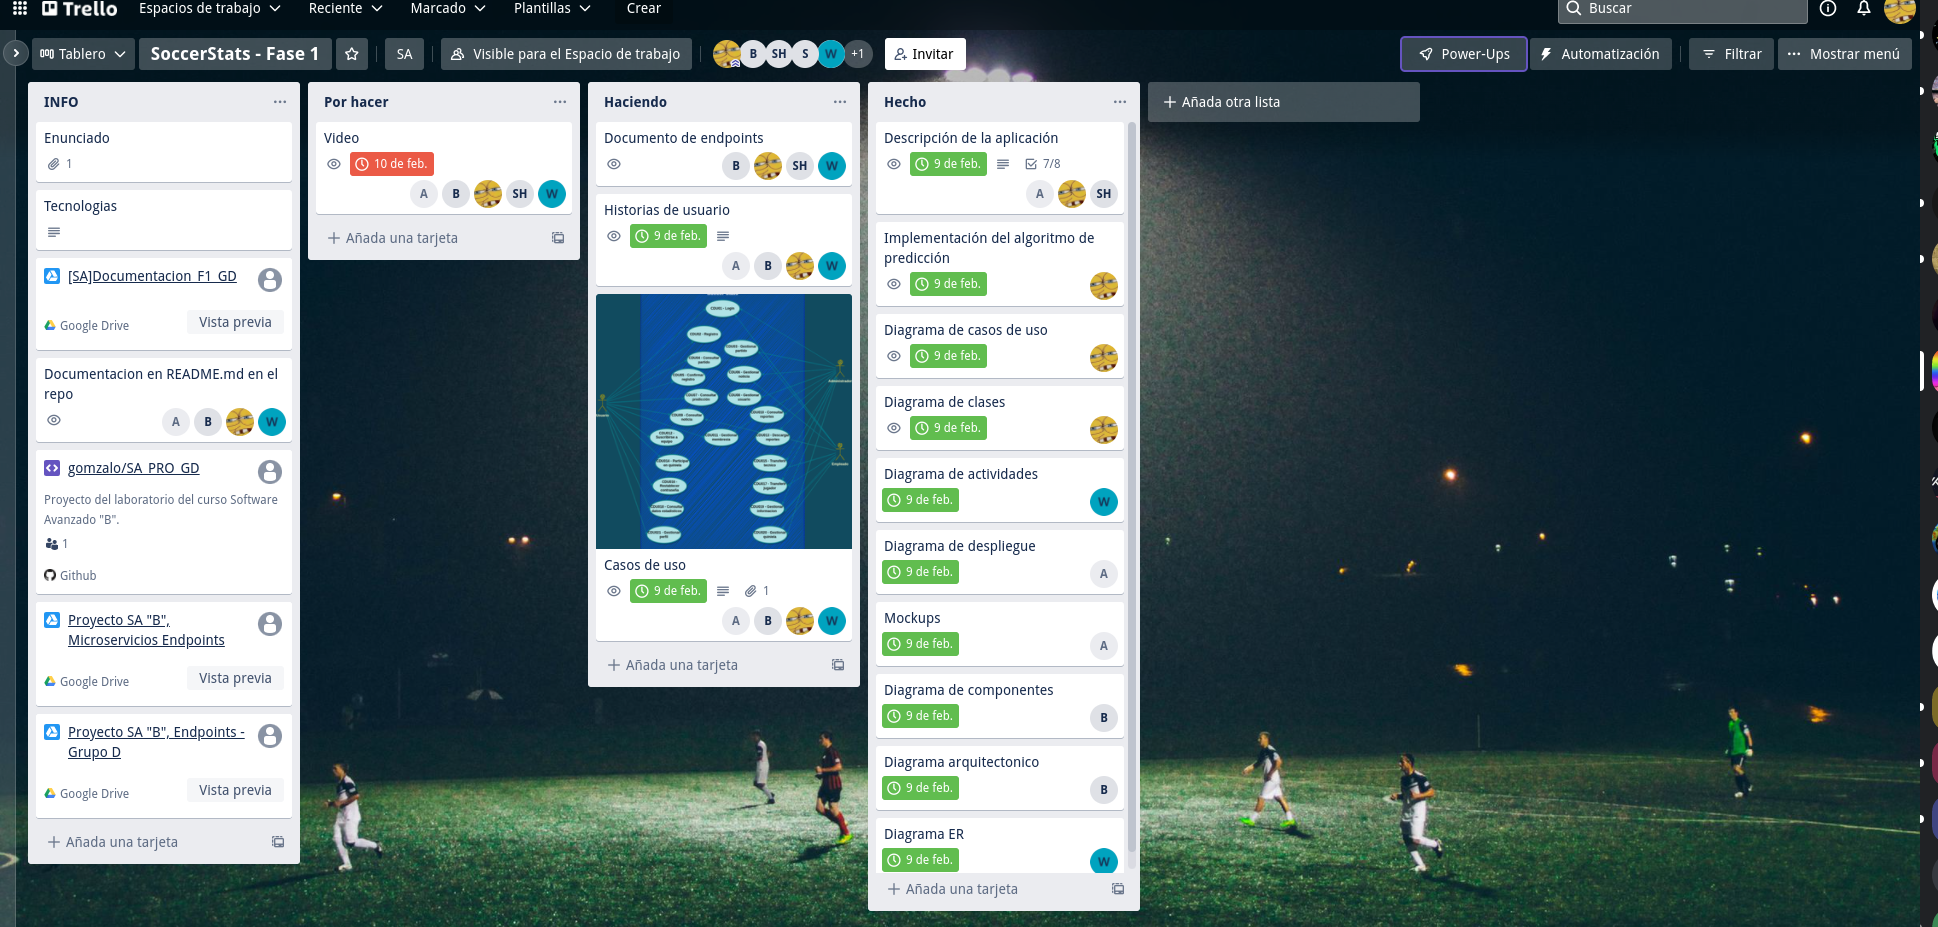 Trello
Espacios de trabajo
Reciente
Marcado
Plantillas
Crear
Buscar
Tablero
SoccerStats - Fase 1
SA
Visible para el Espacio de trabajo
B
SH
S
W
+1
Invitar
Power-Ups
Automatización
Filtrar
Mostrar menú
INFO
Enunciado
1
Tecnologias
[SA]Documentacion_F1_GD
Google Drive
Vista previa
Documentacion en README.md en el
repo
A
B
W
gomzalo/SA_PRO_GD
Proyecto del laboratorio del curso Software
Avanzado "B".
1
Github
Proyecto SA "B",
Microservicios Endpoints
Google Drive
Vista previa
Proyecto SA "B", Endpoints -
Grupo D
Google Drive
Vista previa
Añada una tarjeta
Por hacer
Video
10 de feb.
A
B
SH
W
Añada una tarjeta
Haciendo
Documento de endpoints
B
SH
W
Historias de usuario
9 de feb.
A
B
W
Casos de uso
9 de feb.
1
A
B
W
Añada una tarjeta
Hecho
Descripción de la aplicación
9 de feb.
7/8
A
SH
Implementación del algoritmo de
predicción
9 de feb.
Diagrama de casos de uso
9 de feb.
Diagrama de clases
9 de feb.
Diagrama de actividades
9 de feb.
W
Diagrama de despliegue
9 de feb.
A
Mockups
9 de feb.
A
Diagrama de componentes
9 de feb.
B
Diagrama arquitectonico
9 de feb.
B
Diagrama ER
9 de feb.
W
Añada una tarjeta
Añada otra lista